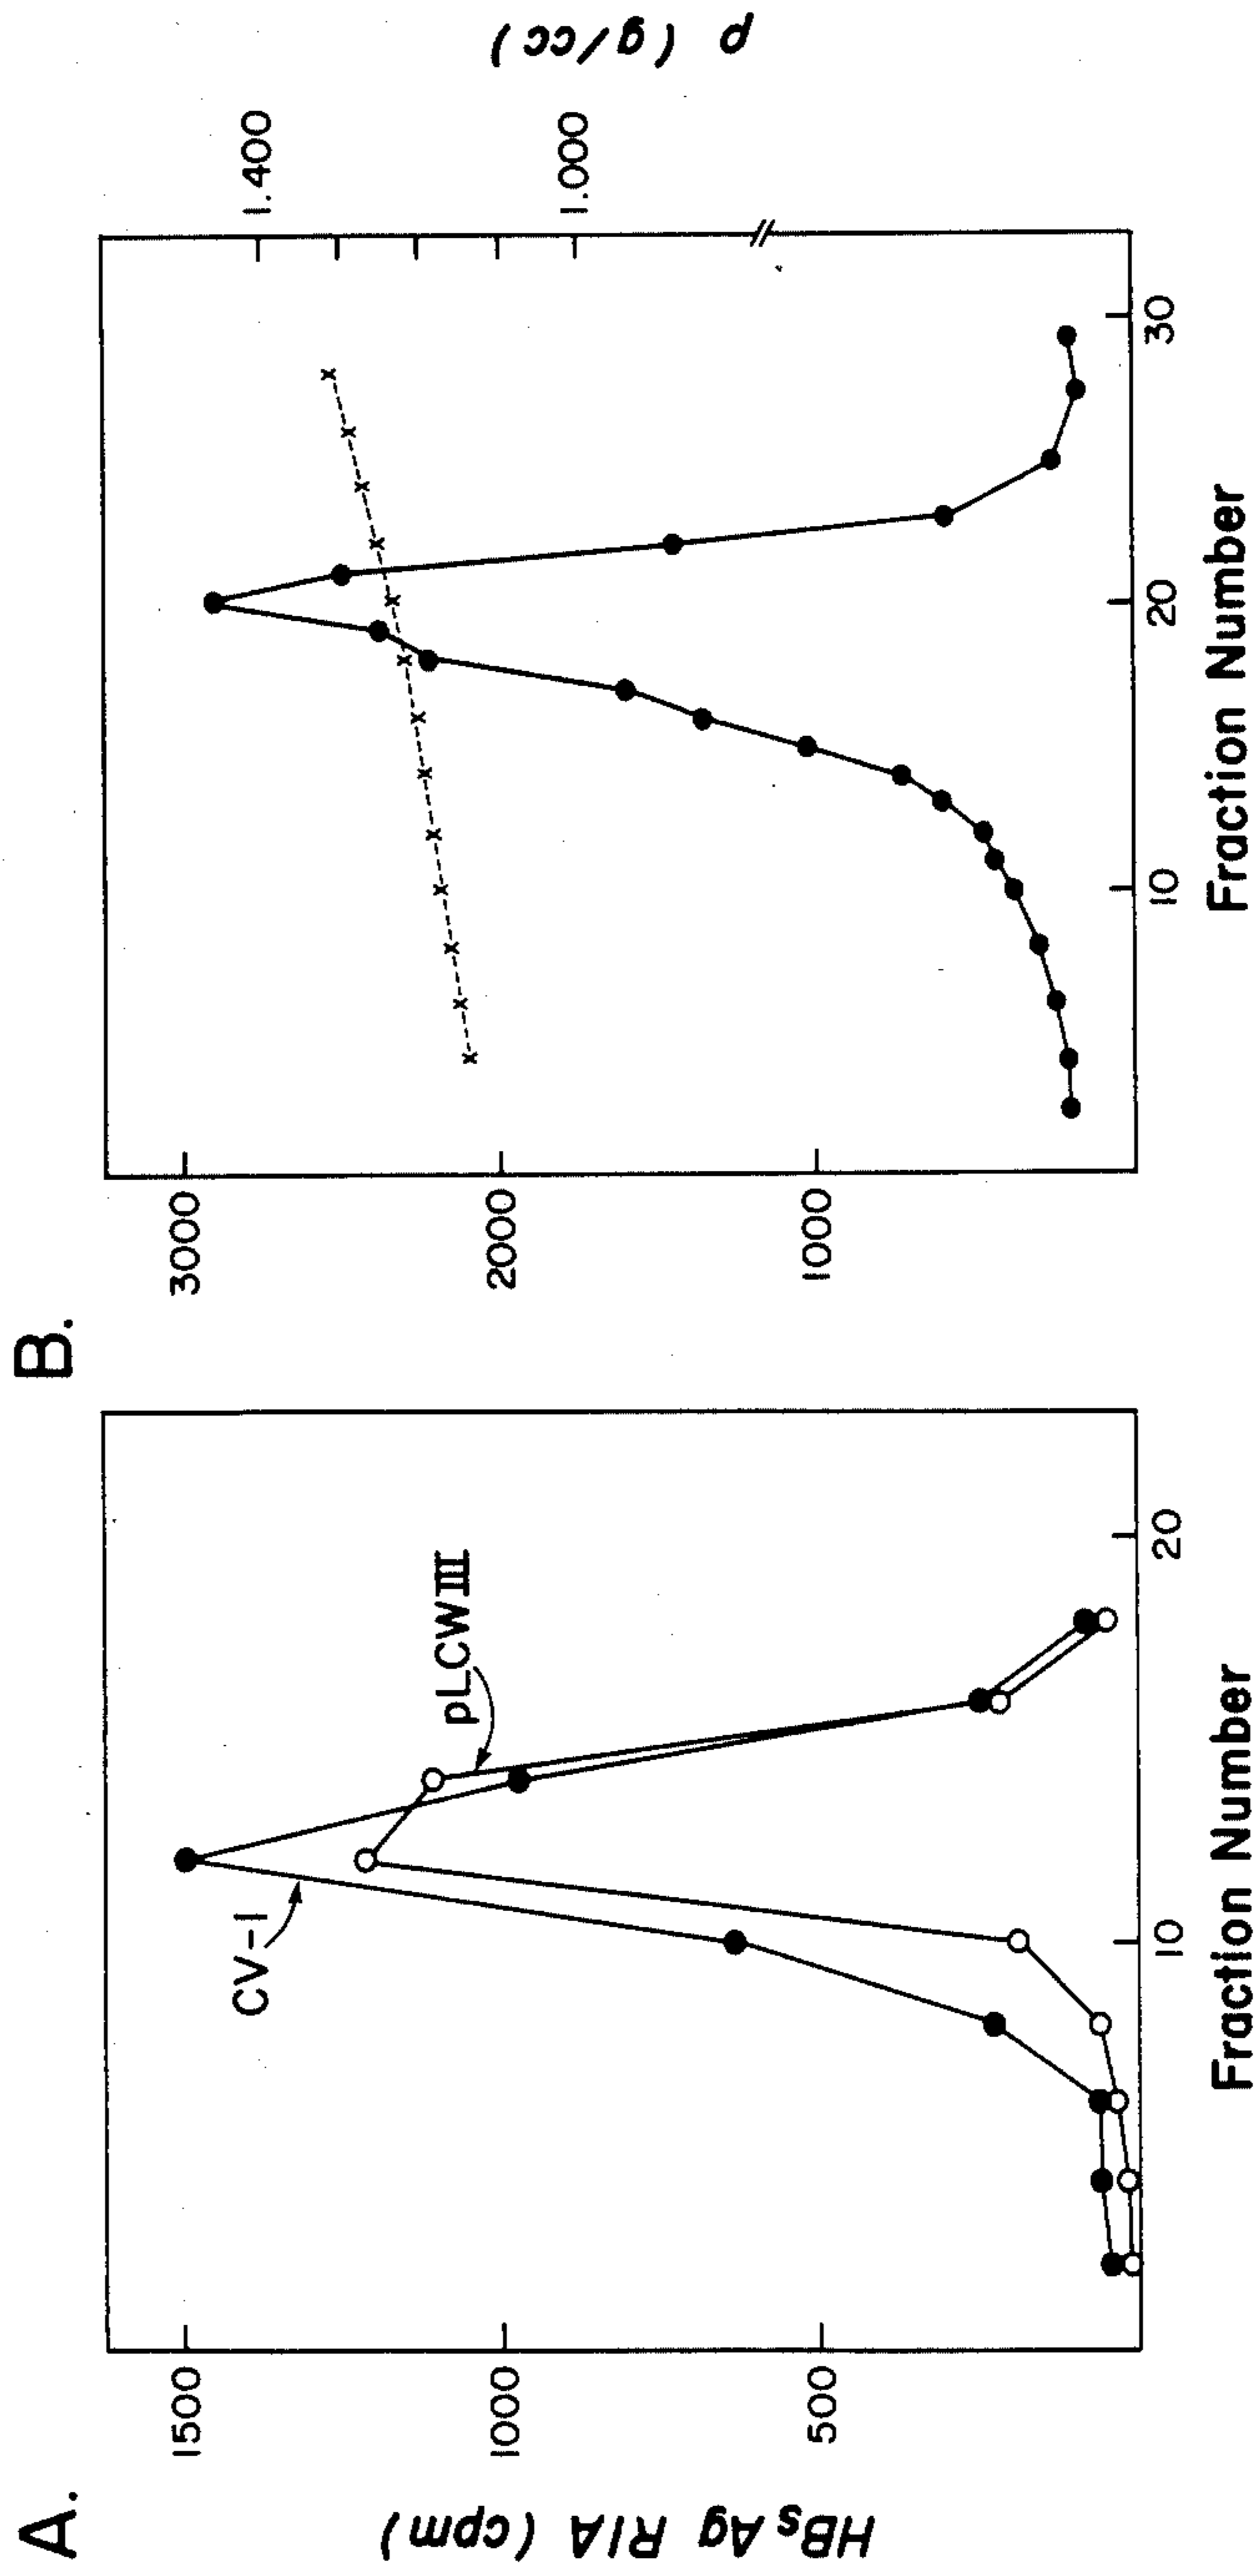 A.
HBsAg RIA (cpm)
1500
1000
500
CV-1
pLCWIII
10
20
Fraction Number
B.
3000
2000
1000
1.400
1.000
ρ (g/cc)
10
20
30
Fraction Number